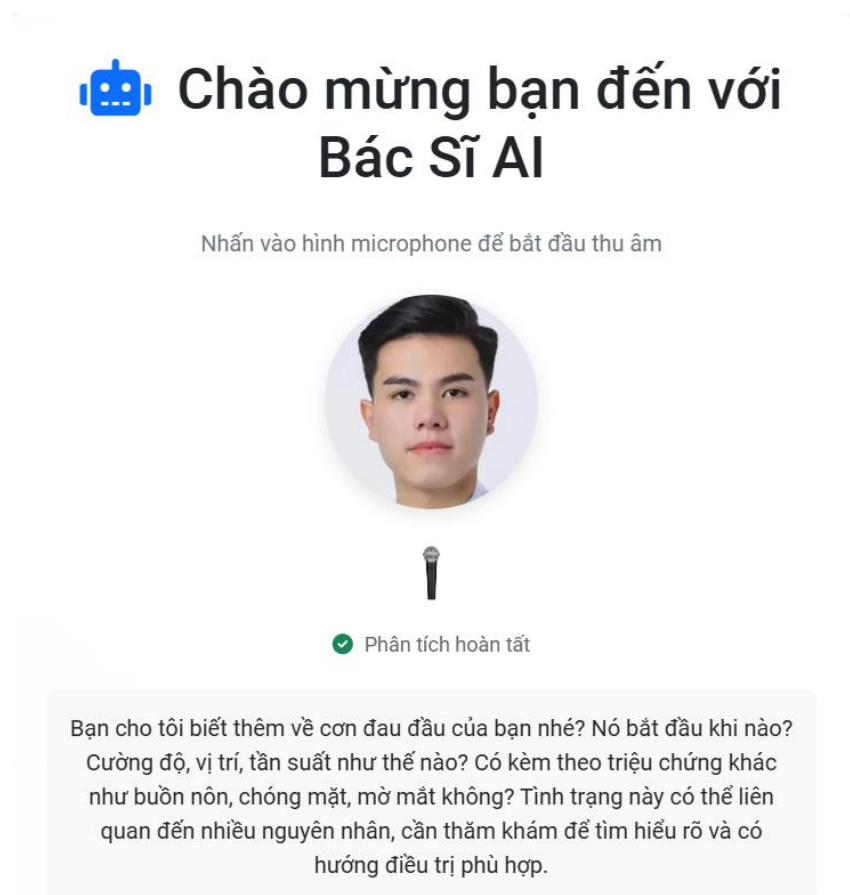 Chào mừng bạn đến với
Bác Sĩ AI
Nhấn vào hình microphone để bắt đầu thu âm
Phân tích hoàn tất
Bạn cho tôi biết thêm về cơn đau đầu của bạn nhé? Nó bắt đầu khi nào?
Cường độ, vị trí, tần suất như thế nào? Có kèm theo triệu chứng khác
như buồn nôn, chóng mặt, mờ mắt không? Tình trạng này có thể liên
quan đến nhiều nguyên nhân, cần thăm khám để tìm hiểu rõ và có
hướng điều trị phù hợp.